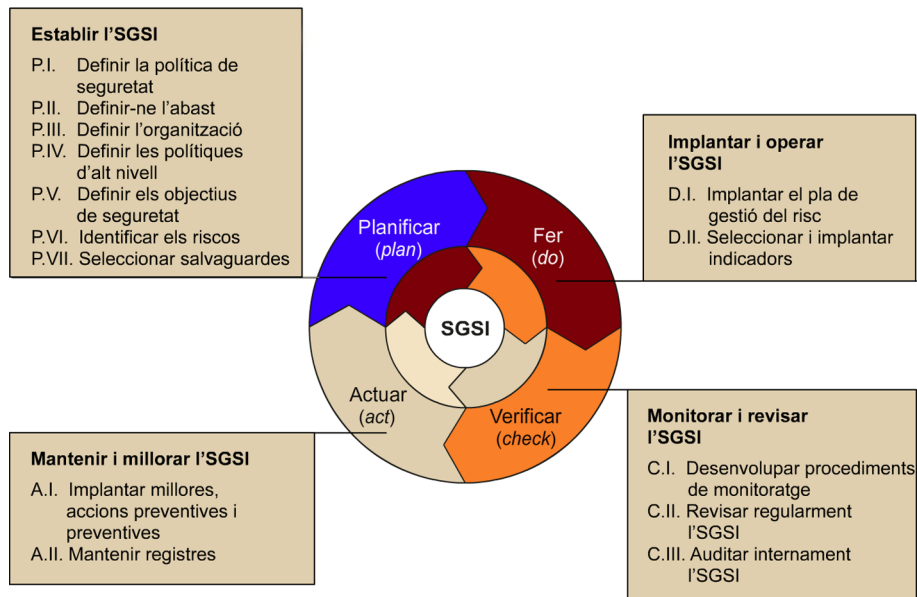 Establir l’SGSI
P.I. Definir la política de
seguretat
P.II. Definir-ne l’abast
P.III. Definir l’organització
P.IV. Definir les polítiques
d’alt nivell
P.V. Definir els objectius
de seguretat
P.VI. Identificar els riscos
P.VII. Seleccionar salvaguardes
Implantar i operar
l’SGSI
D.I. Implantar el pla de
gestió del risc
D.II. Seleccionar i implantar
indicadors
Planificar
(plan)
Fer
(do)
SGSI
Actuar
(act)
Verificar
(check)
Mantenir i millorar l’SGSI
A.I. Implantar millores,
accions preventives i
preventives
A.II. Mantenir registres
Monitorar i revisar
l’SGSI
C.I. Desenvolupar procediments
de monitoratge
C.II. Revisar regularment
l’SGSI
C.III. Auditar internament
l’SGSI